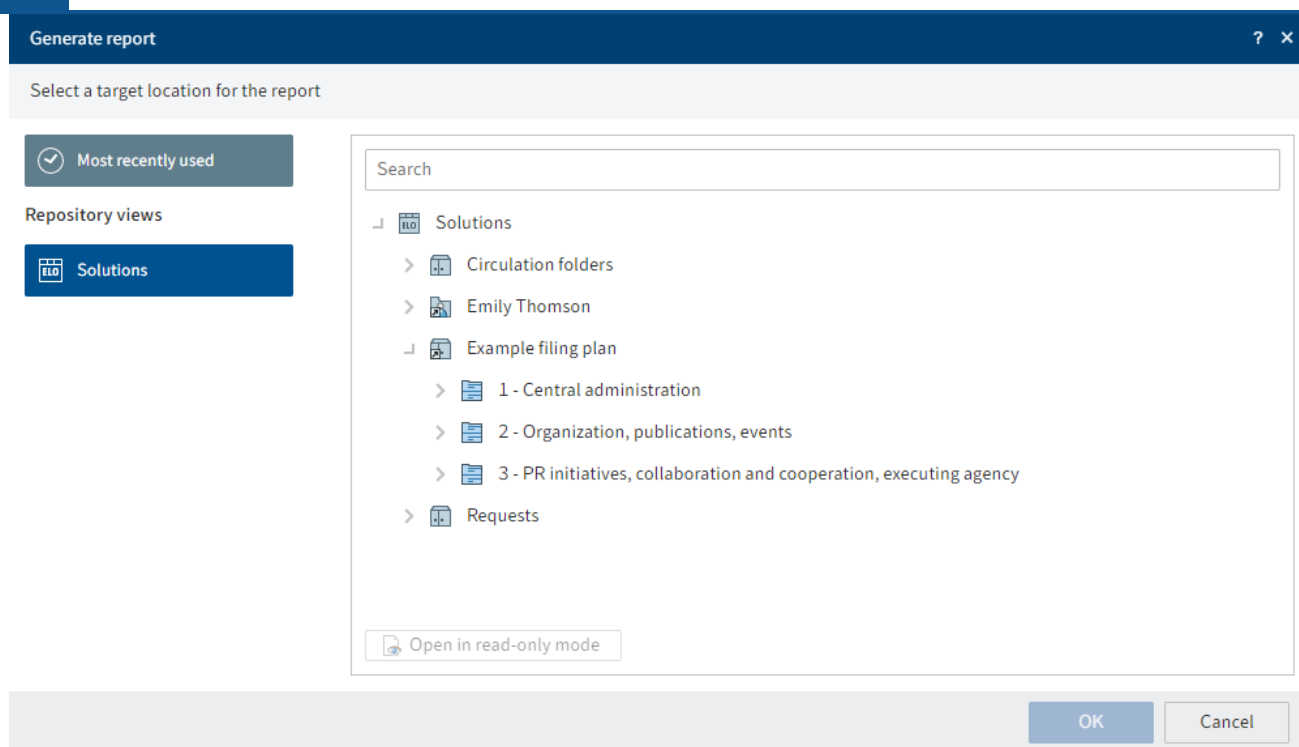 Generate report ? ×
Select a target location for the report
Most recently used
Repository views
ELO Solutions
Search
ELO Solutions
Circulation folders
Emily Thomson
Example filing plan
1 - Central administration
2 - Organization, publications, events
3 - PR initiatives, collaboration and cooperation, executing agency
Requests
Open in read-only mode
OK Cancel